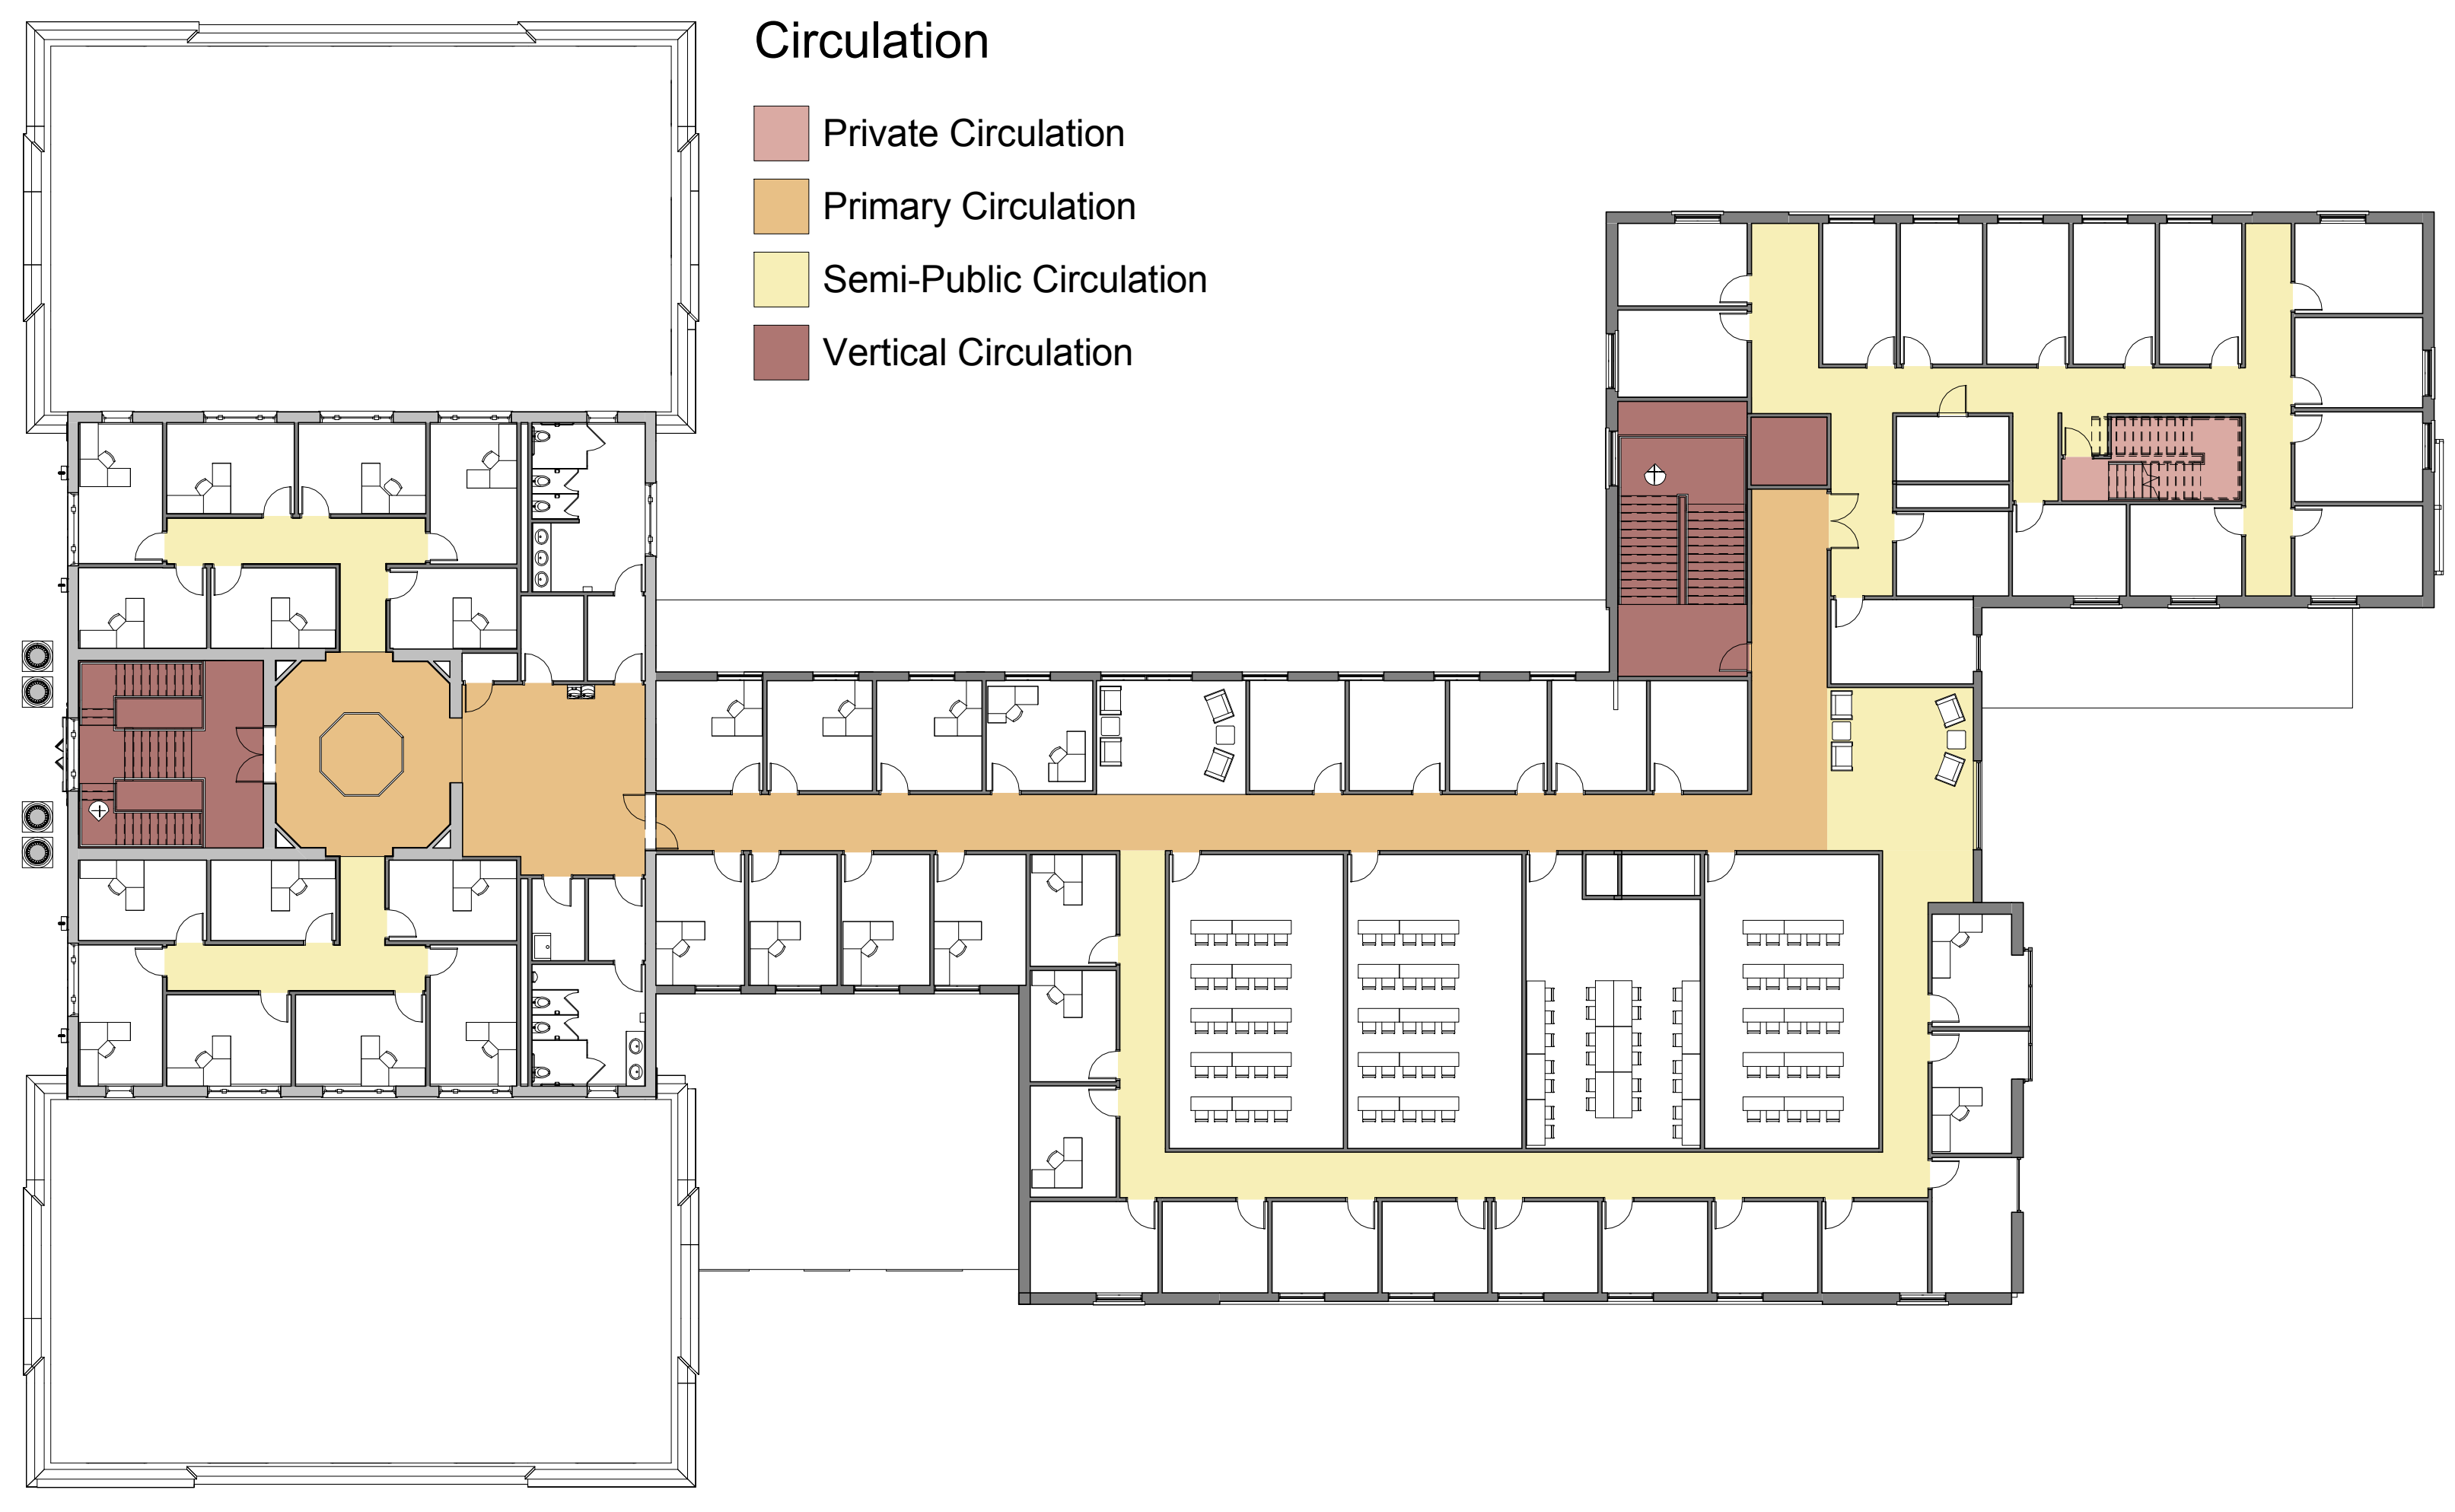 Circulation
Private Circulation
Primary Circulation
Semi-Public Circulation
Vertical Circulation